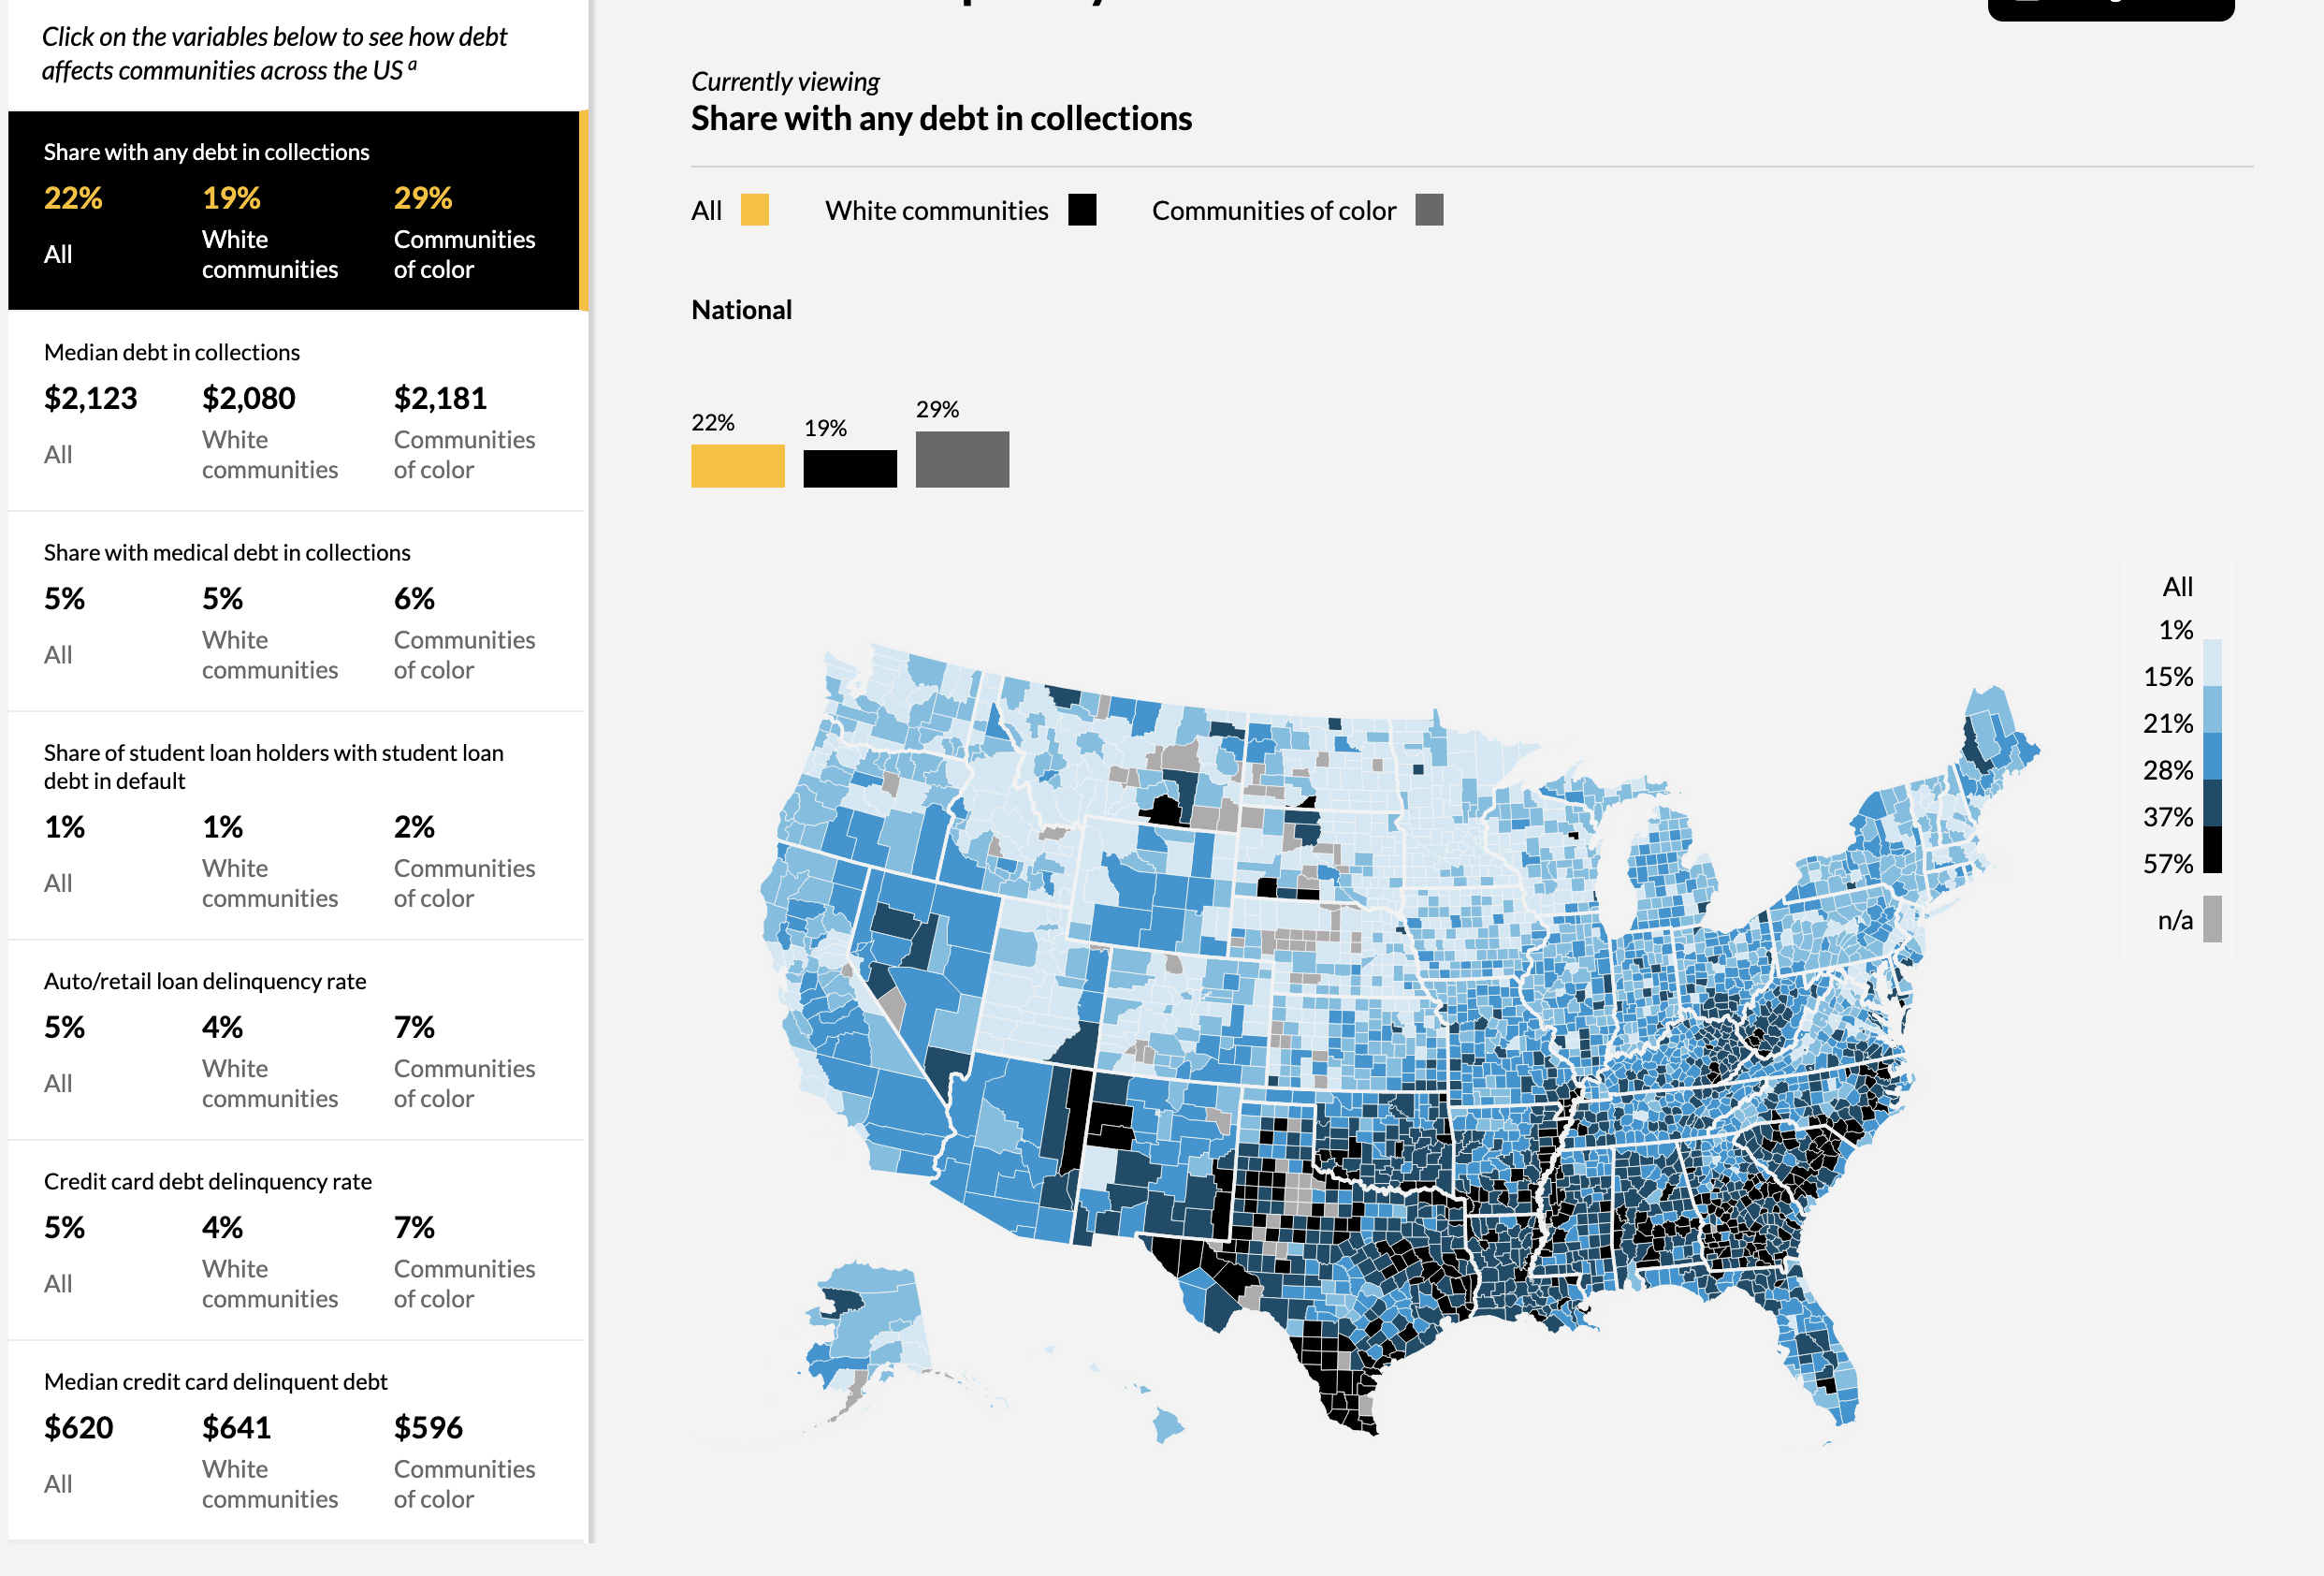 Click on the variables below to see how debt
affects communities across the US a
Share with any debt in collections
22% 19% 29%
All White communities Communities of color
Median debt in collections
$2,123 $2,080 $2,181
All White communities Communities of color
Share with medical debt in collections
5% 5% 6%
All White communities Communities of color
Share of student loan holders with student loan
debt in default
1% 1% 2%
All White communities Communities of color
Auto/retail loan delinquency rate
5% 4% 7%
All White communities Communities of color
Credit card debt delinquency rate
5% 4% 7%
All White communities Communities of color
Median credit card delinquent debt
$620 $641 $596
All White communities Communities of color
Currently viewing
Share with any debt in collections
All White communities Communities of color
National
22% 19% 29%
All
1%
15%
21%
28%
37%
57%
n/a